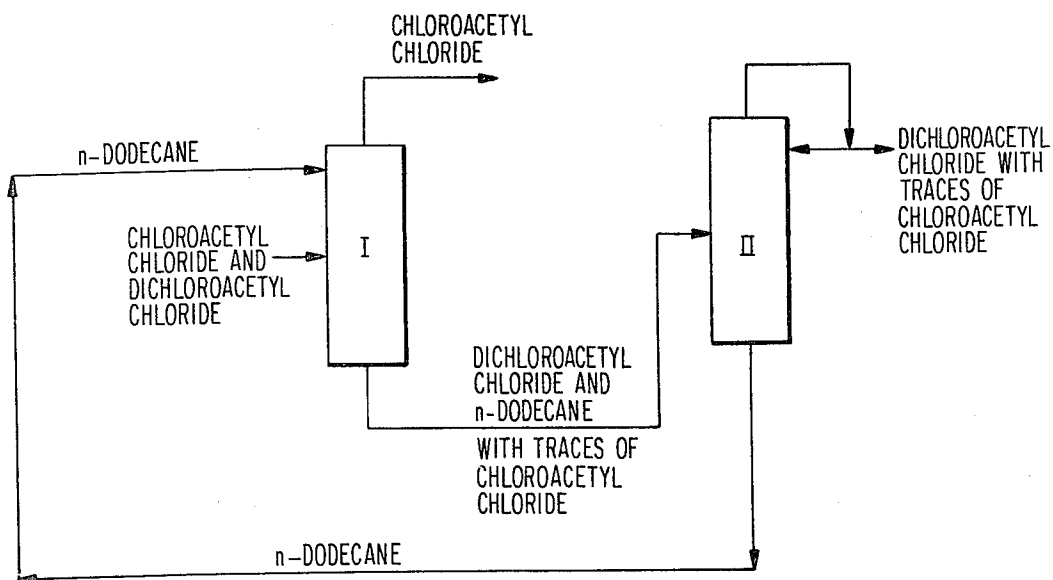 CHLOROACETYL
CHLORIDE
n-DODECANE
CHLOROACETYL
CHLORIDE AND
DICHLOROACETYL
CHLORIDE
I
II
DICHLOROACETYL
CHLORIDE WITH
TRACES OF
CHLOROACETYL
CHLORIDE
DICHLOROACETYL
CHLORIDE AND
n-DODECANE
WITH TRACES OF
CHLOROACETYL
CHLORIDE
n-DODECANE